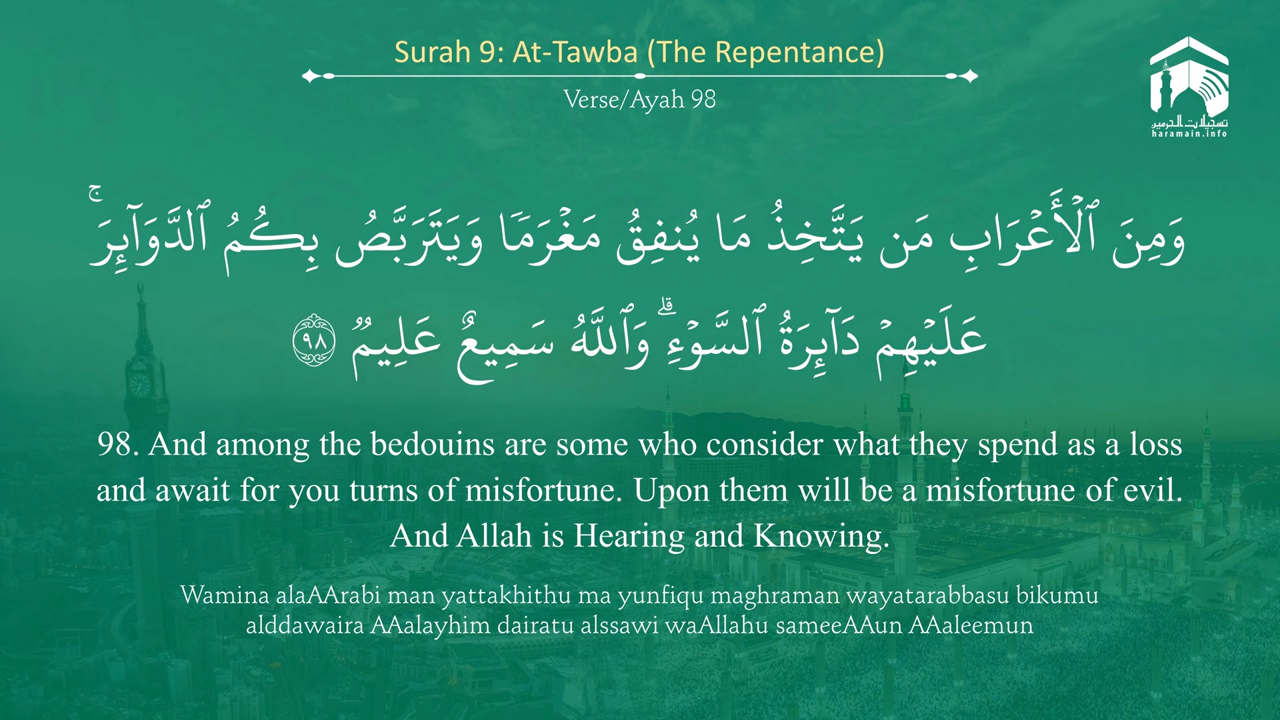 Surah 9: At-Tawba (The Repentance)
Verse/Ayah 98
تسجيلات الحرمين
haramain.info
وَمِنَ ٱلْأَعْرَابِ مَن يَتَّخِذُ مَا يُنفِقُ مَغْرَمًا وَيَتَرَبَّصُ بِكُمُ ٱلدَّوَآئِرَ ۚ
عَلَيْهِمْ دَآئِرَةُ ٱلسَّوْءِ ۗ وَٱللَّهُ سَمِيعٌ عَلِيمٌ ٩٨
98. And among the bedouins are some who consider what they spend as a loss
and await for you turns of misfortune. Upon them will be a misfortune of evil.
And Allah is Hearing and Knowing.
Wamina alaAArabi man yattakhithu ma yunfiqu maghraman wayatarabbasu bikumu
alddawaira AAalayhim dairatu alssawi waAllahu sameeAAun AAaleemun